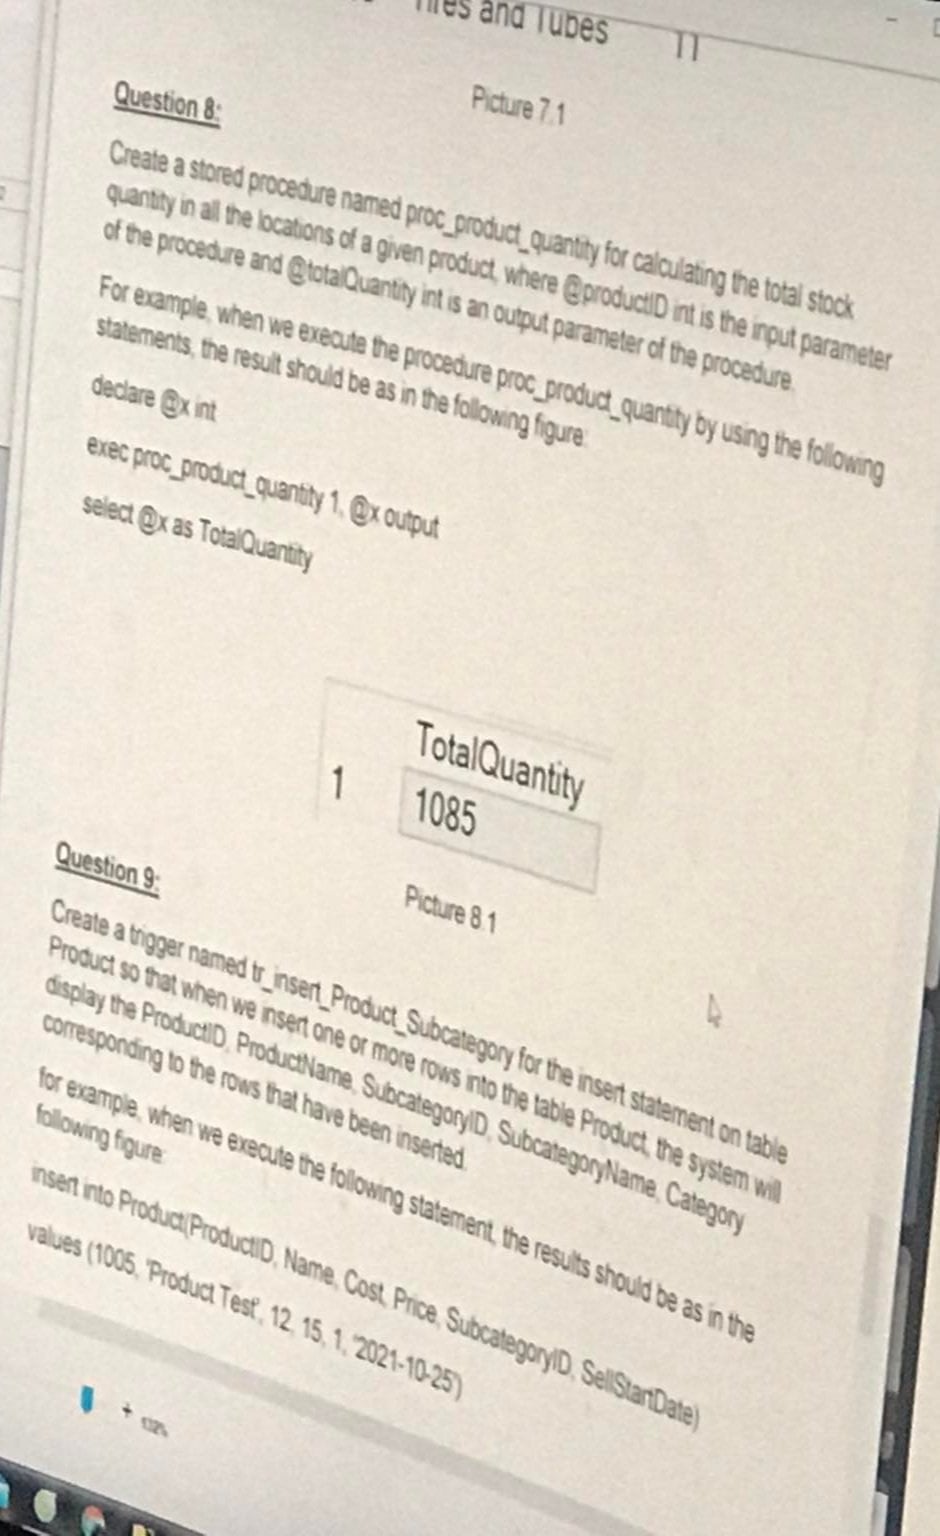 and Tubes 11
Picture 7.1
Question 8:
Create a stored procedure named proc_product_quantity for calculating the total stock
quantity in all the locations of a given product, where @productID int is the input parameter
of the procedure and @totalQuantity int is an output parameter of the procedure.
For example, when we execute the procedure proc_product_quantity by using the following
statements, the result should be as in the following figure:
declare @x int
exec proc_product_quantity 1, @x output
select @x as TotalQuantity
TotalQuantity
1 1085
Picture 8.1
Question 9:
Create a trigger named tr_insert_Product_Subcategory for the insert statement on table
Product so that when we insert one or more rows into the table Product, the system will
display the ProductID, ProductName, SubcategoryID, SubcategoryName, Category
corresponding to the rows that have been inserted.
for example, when we execute the following statement, the results should be as in the
following figure:
insert into Product(ProductID, Name, Cost, Price, SubcategoryID, SellStartDate)
values (1005, 'Product Test', 12, 15, 1, '2021-10-25')